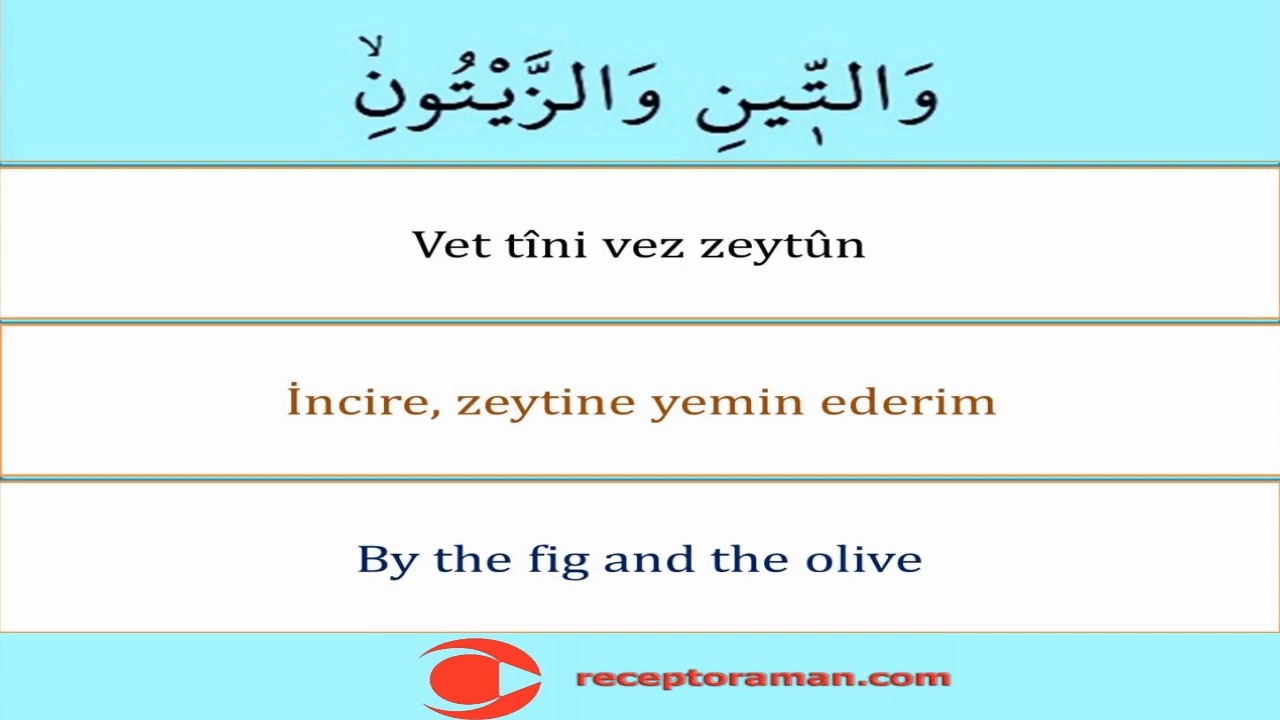 وَالتّ۪ينِ وَالزَّيْتُونِۙ
Vet tîni vez zeytûn
İncire, zeytine yemin ederim
By the fig and the olive
receptoraman.com